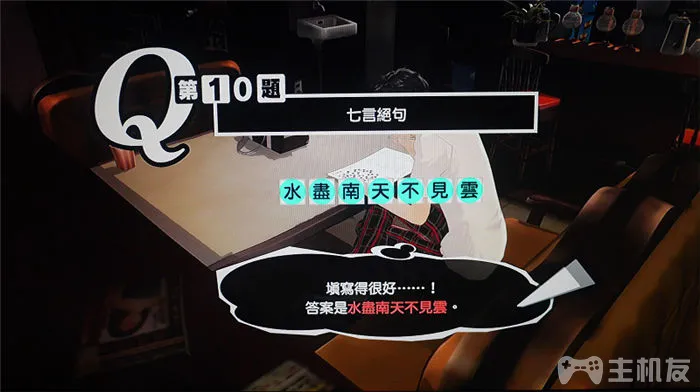 Q
第10題
七言絕句
水盡南天不見雲
填寫得很好……！
答案是水盡南天不見雲。
主机友